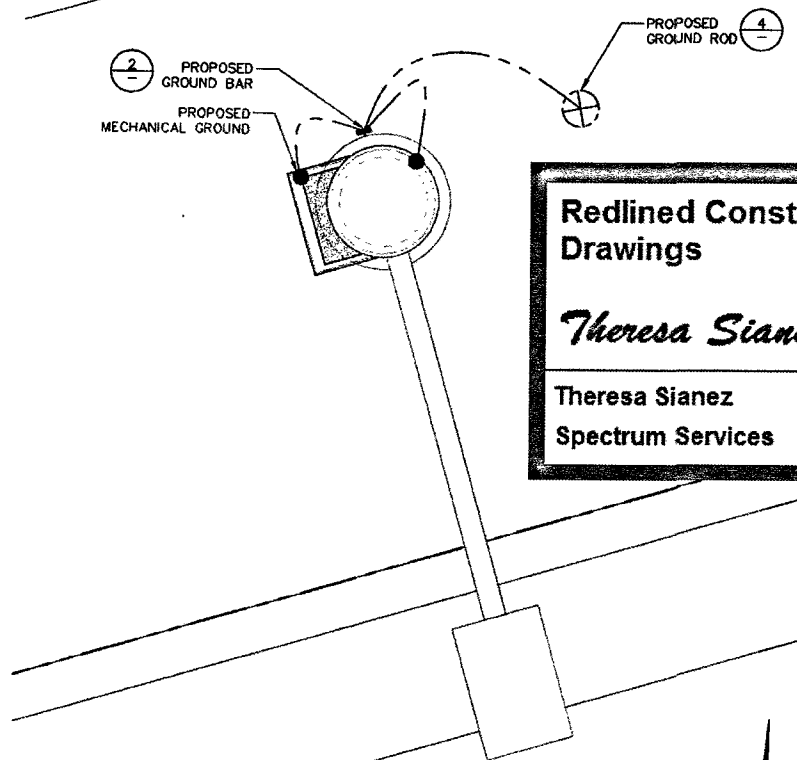 PROPOSED
GROUND ROD
4
-
2
-
PROPOSED
GROUND BAR
PROPOSED
MECHANICAL GROUND
Redlined Const
Drawings
Theresa Sian
Theresa Sianez
Spectrum Services